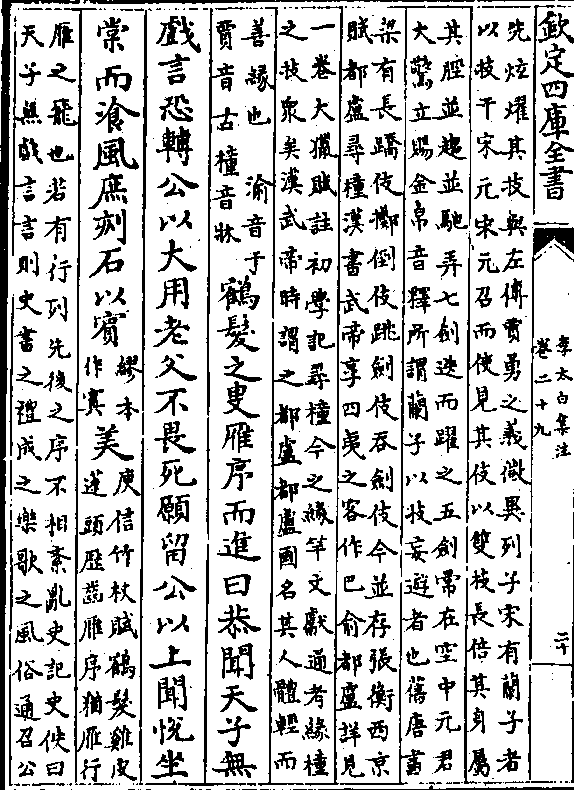 欽定四庫全書
李太白集注
卷二十九
二十
先炫耀其技與左傳賈勇之義微異列子宋有蘭子者
以技干宋元宋元召而使見其伎以雙枝長倍其身屬
其脛並趨並馳弄七劍迭而躍之五劍常在空中元君
大驚立賜金帛音釋所謂蘭子以技妄遊者也舊唐書
梁有長蹻伎擲倒伎跳劍伎吞劍伎今並存張衡西京
賦都盧尋橦漢書武帝享四夷之客作巴俞都盧詳見
一卷大獵賦註初學記尋橦今之緣竿文獻通考緣橦
之技衆矣漢武帝時謂之都盧都盧國名其人體輕而
善緣也 渝音于
賈音古橦音牀
鶴髮之叟雁序而進曰恭聞天子無
戲言恐轉公以大用老父不畏死願留公以上聞悅坐
棠而飡風庶刻石以賓
繆本
作寘
美
庾信竹杖賦鶴髮雞皮
蓬頭歷齒雁序猶雁行
雁之飛也若有行列先後之序不相紊亂史記史佚曰
天子無戲言言則史書之禮成之樂歌之風俗通召公